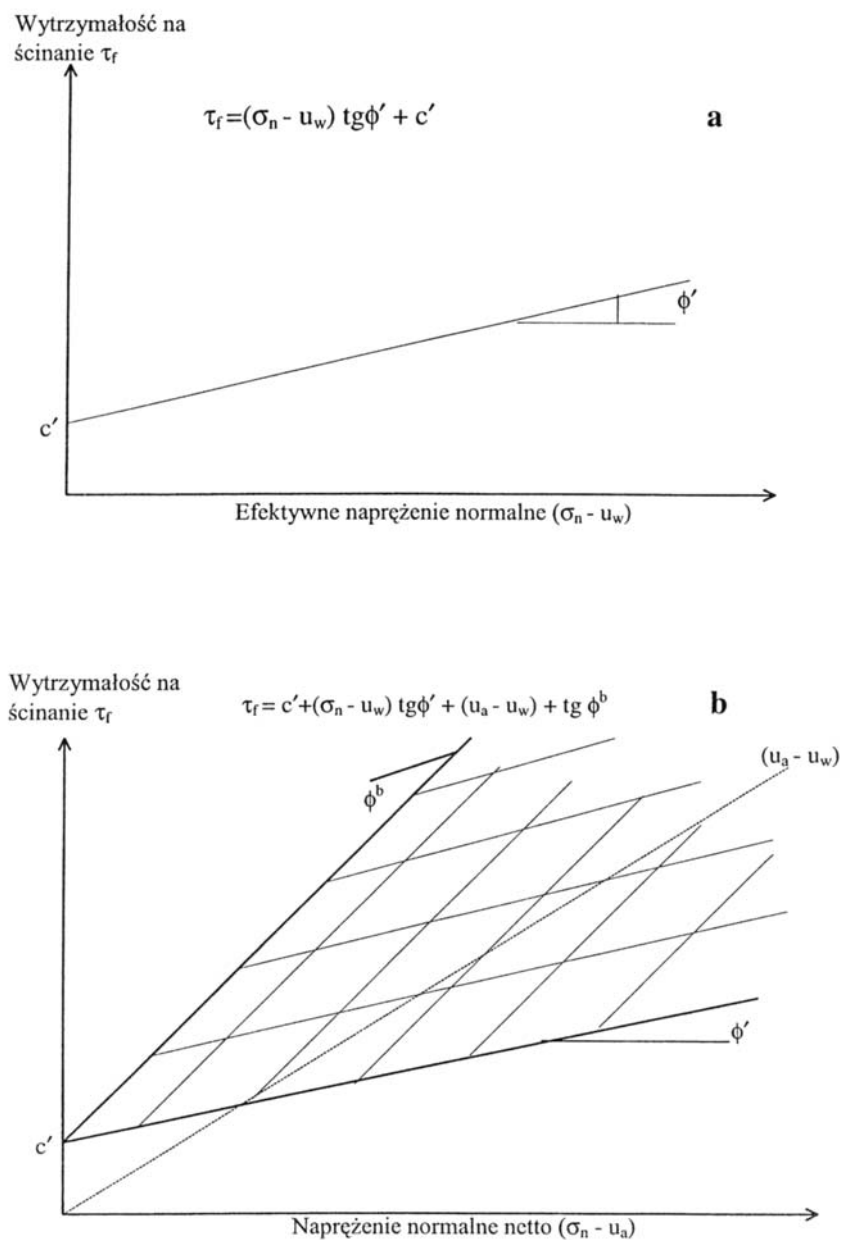 Wytrzymałość na
ścinanie τf
τf =(σn - uw) tgϕ′ + c′
a
ϕ′
c′
Efektywne naprężenie normalne (σn - uw)
Wytrzymałość na
ścinanie τf
τf = c′+(σn - uw) tgϕ′ + (ua - uw) + tg ϕb
b
(ua - uw)
ϕb
ϕ′
c′
Naprężenie normalne netto (σn - ua)